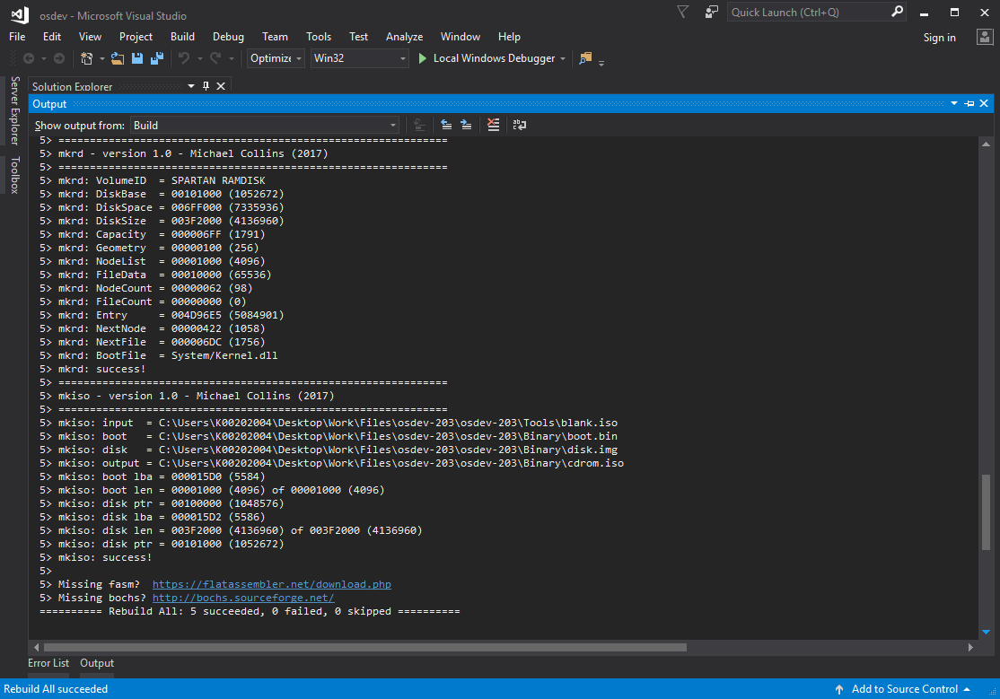 osdev - Microsoft Visual Studio
Quick Launch (Ctrl+Q)
File Edit View Project Build Debug Team Tools Test Analyze Window Help
Sign in
Optimize Win32 Local Windows Debugger
Server Explorer
Toolbox
Solution Explorer
Output
Show output from: Build
5> ==============================================================
5> mkrd - version 1.0 - Michael Collins (2017)
5> ==============================================================
5> mkrd: VolumeID  = SPARTAN RAMDISK
5> mkrd: DiskBase  = 00101000 (1052672)
5> mkrd: DiskSpace = 006FF000 (7335936)
5> mkrd: DiskSize  = 003F2000 (4136960)
5> mkrd: Capacity  = 000006FF (1791)
5> mkrd: Geometry  = 00000100 (256)
5> mkrd: NodeList  = 00001000 (4096)
5> mkrd: FileData  = 00010000 (65536)
5> mkrd: NodeCount = 00000062 (98)
5> mkrd: FileCount = 00000000 (0)
5> mkrd: Entry     = 004D96E5 (5084901)
5> mkrd: NextNode  = 00000422 (1058)
5> mkrd: NextFile  = 000006DC (1756)
5> mkrd: BootFile  = System/Kernel.dll
5> mkrd: success!
5> ==============================================================
5> mkiso - version 1.0 - Michael Collins (2017)
5> ==============================================================
5> mkiso: input  = C:\Users\K00202004\Desktop\Work\Files\osdev-203\osdev-203\Tools\blank.iso
5> mkiso: boot   = C:\Users\K00202004\Desktop\Work\Files\osdev-203\osdev-203\Binary\boot.bin
5> mkiso: disk   = C:\Users\K00202004\Desktop\Work\Files\osdev-203\osdev-203\Binary\disk.img
5> mkiso: output = C:\Users\K00202004\Desktop\Work\Files\osdev-203\osdev-203\Binary\cdrom.iso
5> mkiso: boot lba = 000015D0 (5584)
5> mkiso: boot len = 00001000 (4096) of 00001000 (4096)
5> mkiso: disk ptr = 00100000 (1048576)
5> mkiso: disk lba = 000015D2 (5586)
5> mkiso: disk len = 003F2000 (4136960) of 003F2000 (4136960)
5> mkiso: disk ptr = 00101000 (1052672)
5> mkiso: success!
5>
5> Missing fasm?  https://flatassembler.net/download.php
5> Missing bochs? http://bochs.sourceforge.net/
========== Rebuild All: 5 succeeded, 0 failed, 0 skipped ==========
Error List Output
Rebuild All succeeded
Add to Source Control